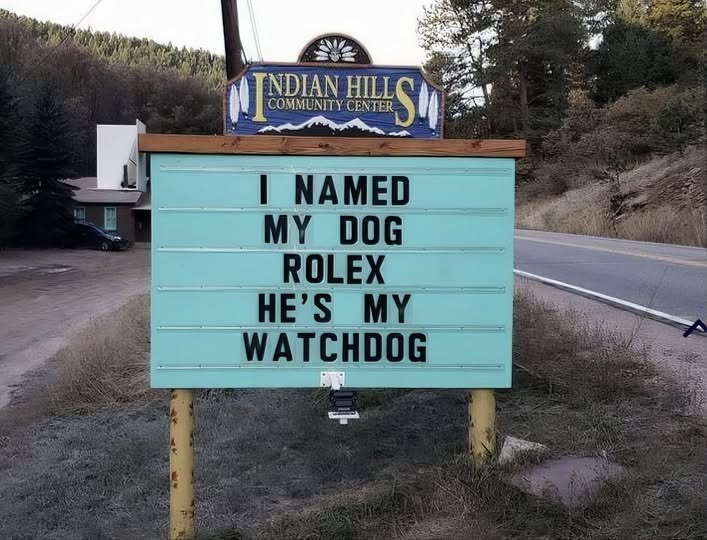 INDIAN HILLS
COMMUNITY CENTER
I NAMED
MY DOG
ROLEX
HE'S MY
WATCHDOG